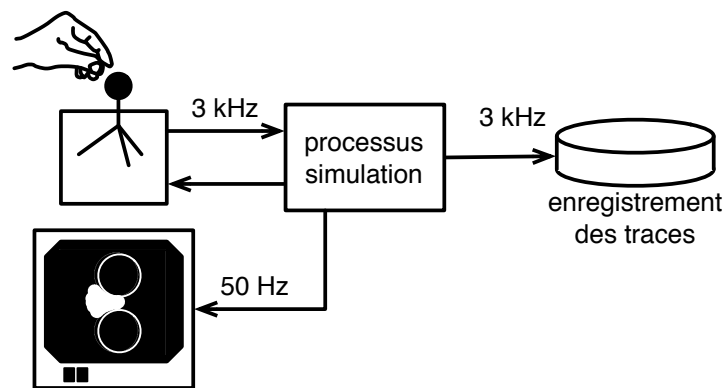 3 kHz
processus
simulation
3 kHz
enregistrement
des traces
50 Hz